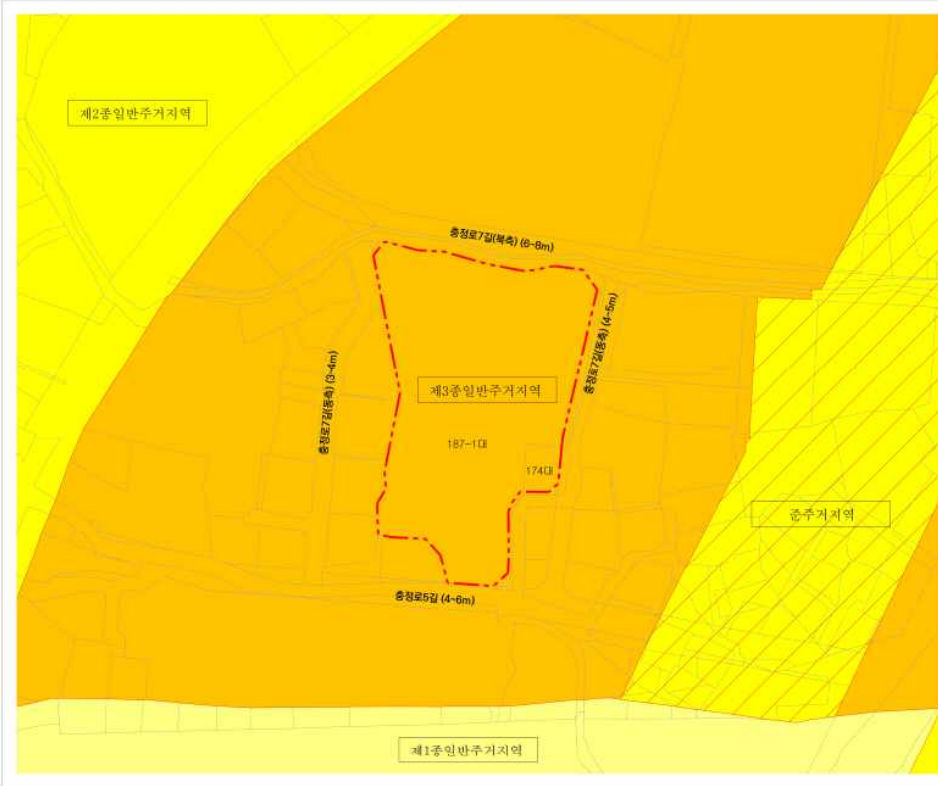 제2종일반주거지역
충정로7길(북측) (6~8m)
충정로7길(동측) (4~5m)
충정로7길(동측) (3~4m)
제3종일반주거지역
187-1대
174대
준주거지역
충정로5길 (4~6m)
제1종일반주거지역